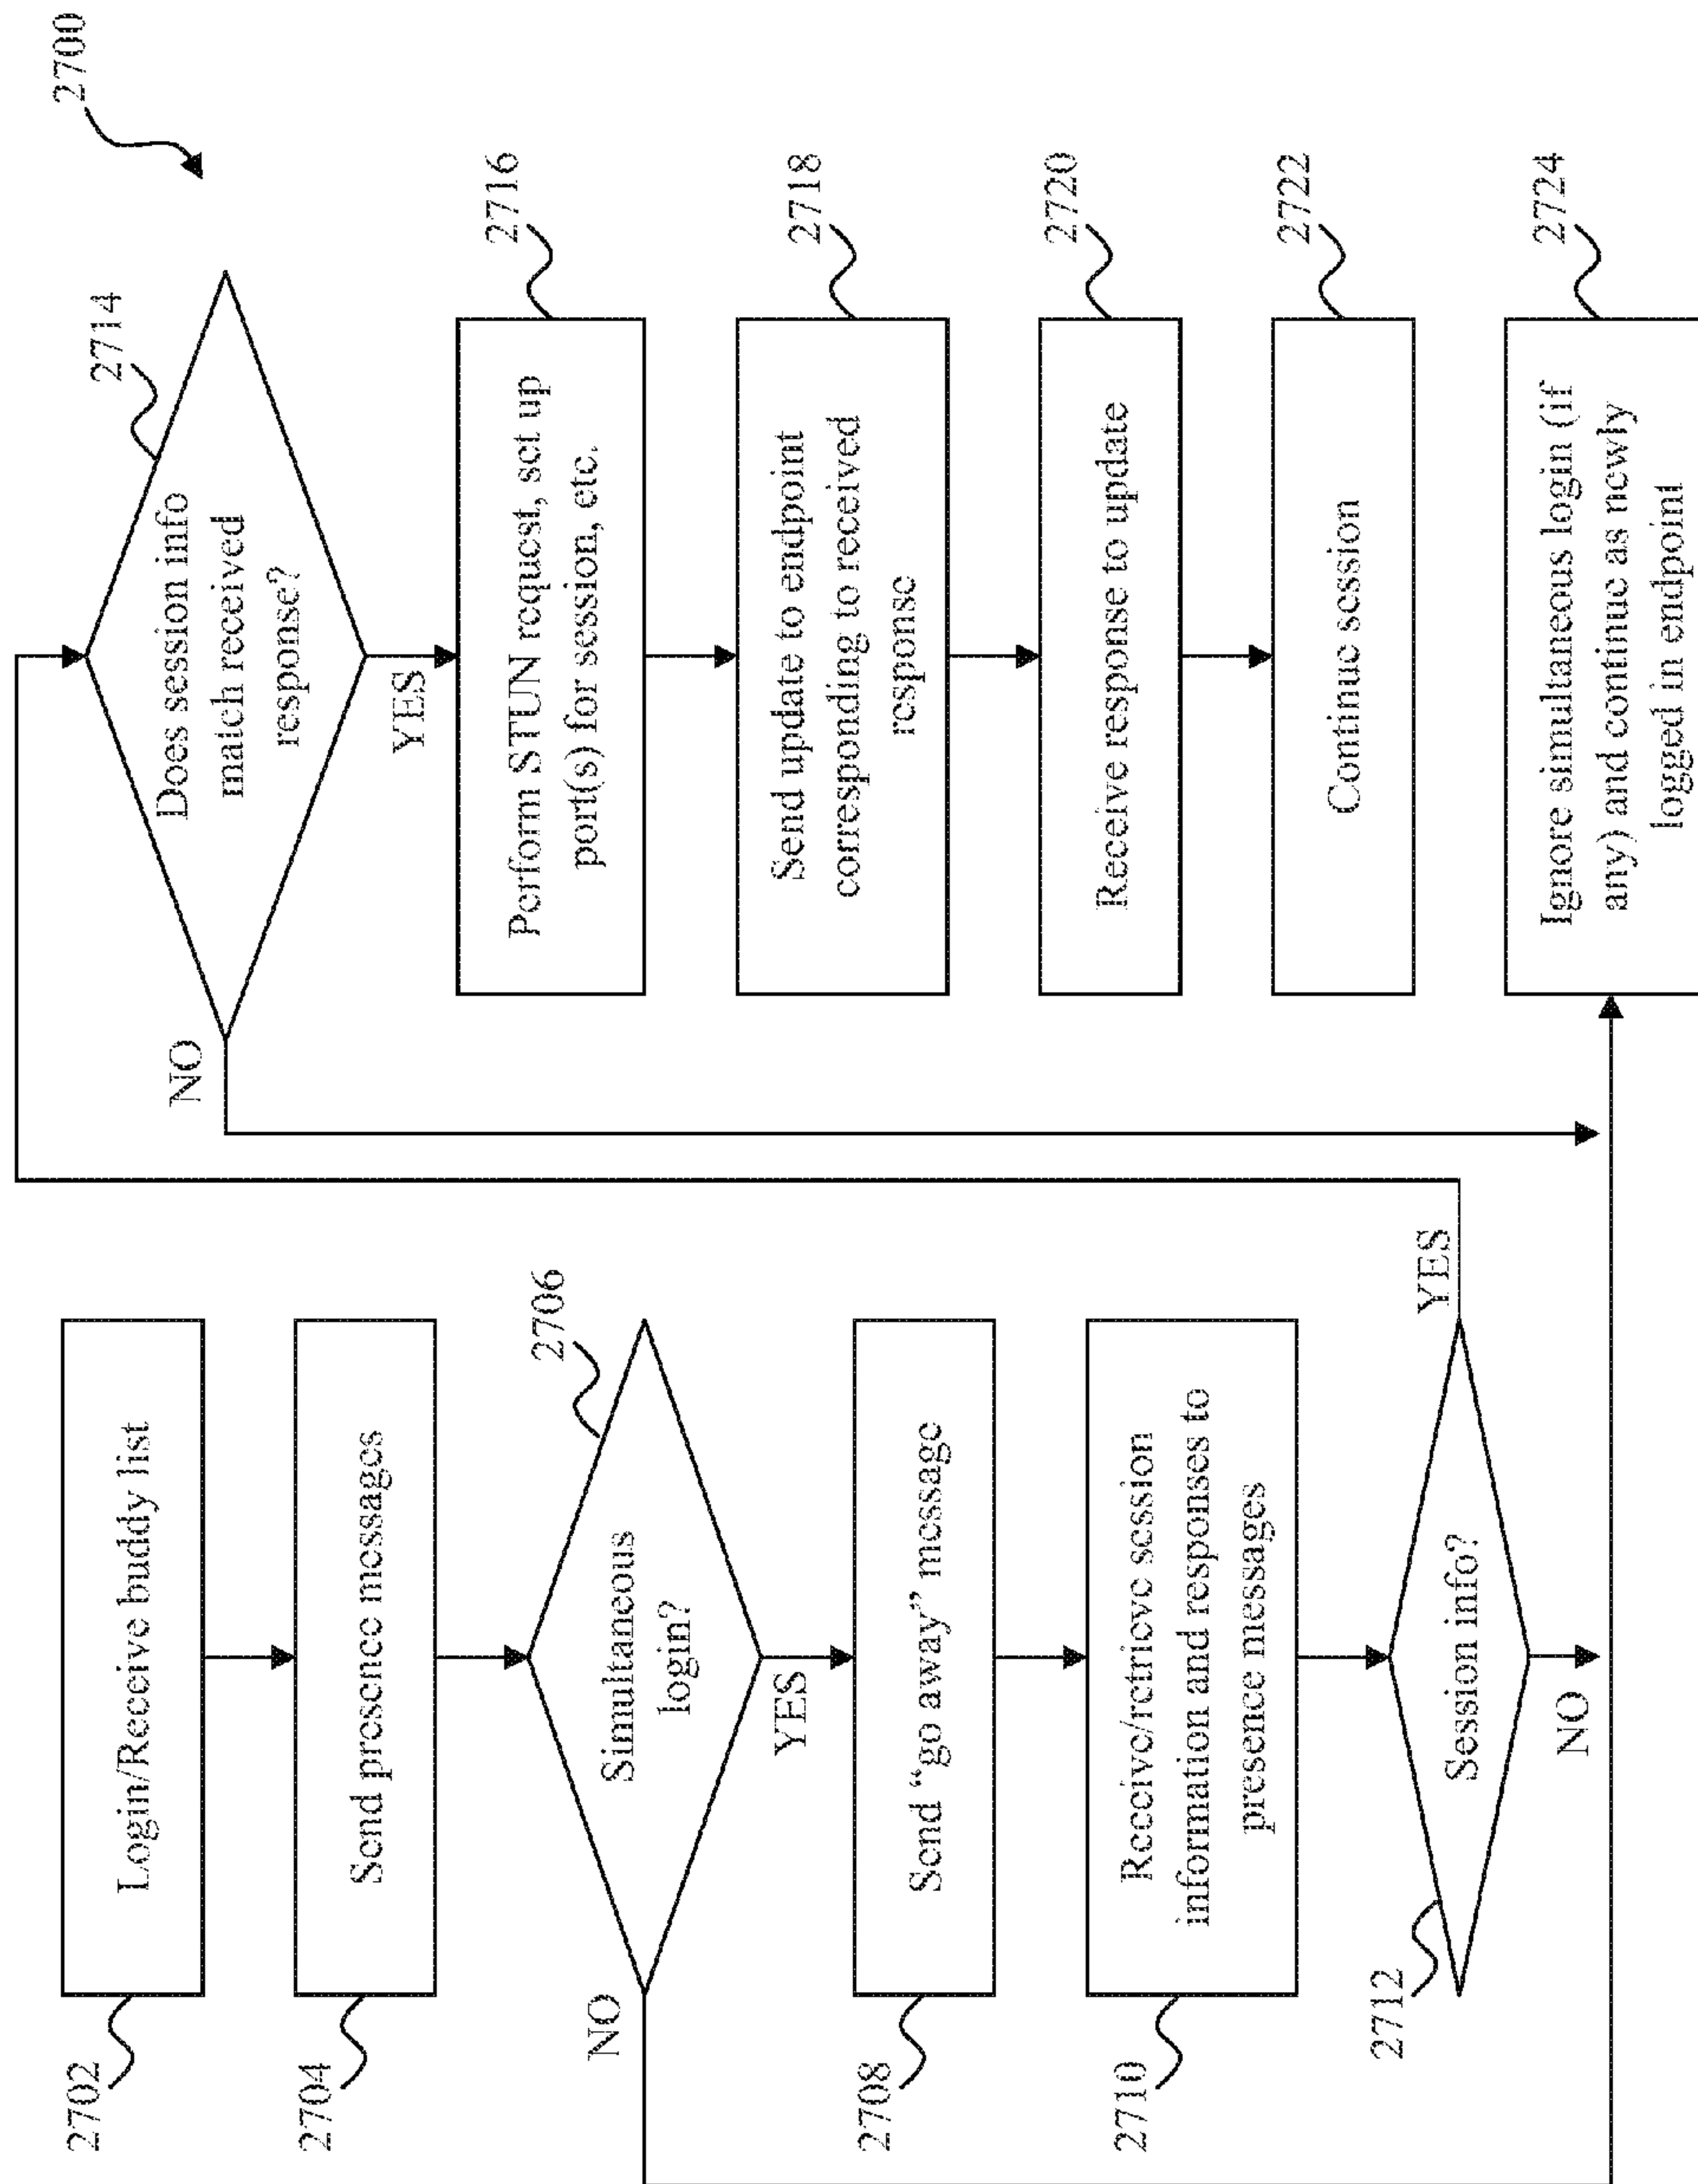 2700
2702
Login/Receive buddy list
2704
Send presence messages
2706
Simultaneous
login?
NO
YES
2708
Send “go away” message
2710
Receive/retrieve session
information and responses to
presence messages
2712
Session info?
YES
NO
2714
Does session info
match received
response?
NO
YES
2716
Perform STUN request, set up
port(s) for session, etc.
2718
Send update to endpoint
corresponding to received
response
2720
Receive response to update
2722
Continue session
2724
Ignore simultaneous login (if
any) and continue as newly
logged in endpoint